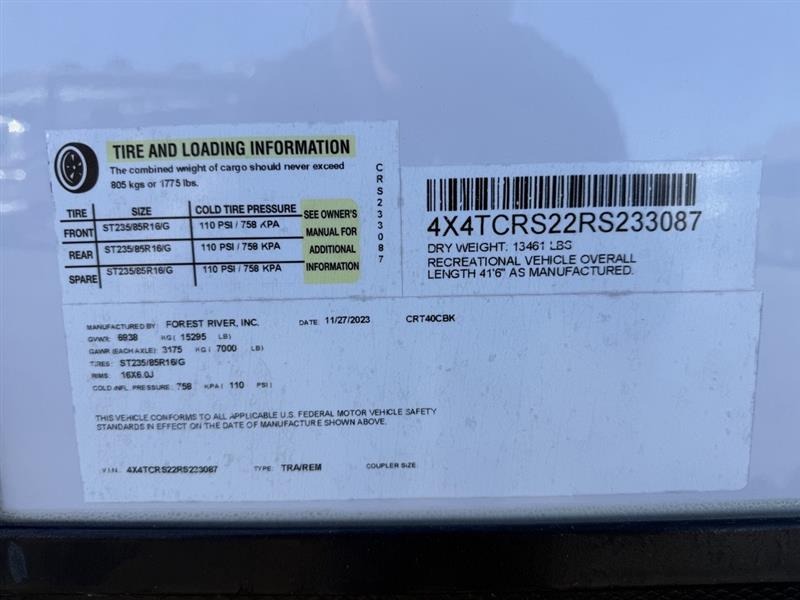 TIRE AND LOADING INFORMATION
The combined weight of cargo should never exceed
805 kgs or 1775 lbs.
TIRE SIZE COLD TIRE PRESSURE
FRONT ST235/85R16/G 110 PSI / 758 KPA
REAR ST235/85R16/G 110 PSI / 758 KPA
SPARE ST235/85R16/G 110 PSI / 758 KPA
SEE OWNER'S
MANUAL FOR
ADDITIONAL
INFORMATION
CRS233087
4X4TCRS22RS233087
DRY WEIGHT: 13461 LBS
RECREATIONAL VEHICLE OVERALL
LENGTH 41'6" AS MANUFACTURED.
MANUFACTURED BY: FOREST RIVER, INC. DATE: 11/27/2023 CRT40CBK
GVWR: 6938 KG ( 15295 LB)
GAWR (EACH AXLE): 3175 KG ( 7000 LB)
TIRES: ST235/85R16/G
RIMS: 16X6.0J
COLD INFL. PRESSURE: 758 KPA ( 110 PSI)
THIS VEHICLE CONFORMS TO ALL APPLICABLE U.S. FEDERAL MOTOR VEHICLE SAFETY
STANDARDS IN EFFECT ON THE DATE OF MANUFACTURE SHOWN ABOVE.
V.I.N.: 4X4TCRS22RS233087 TYPE: TRA/REM COUPLER SIZE: